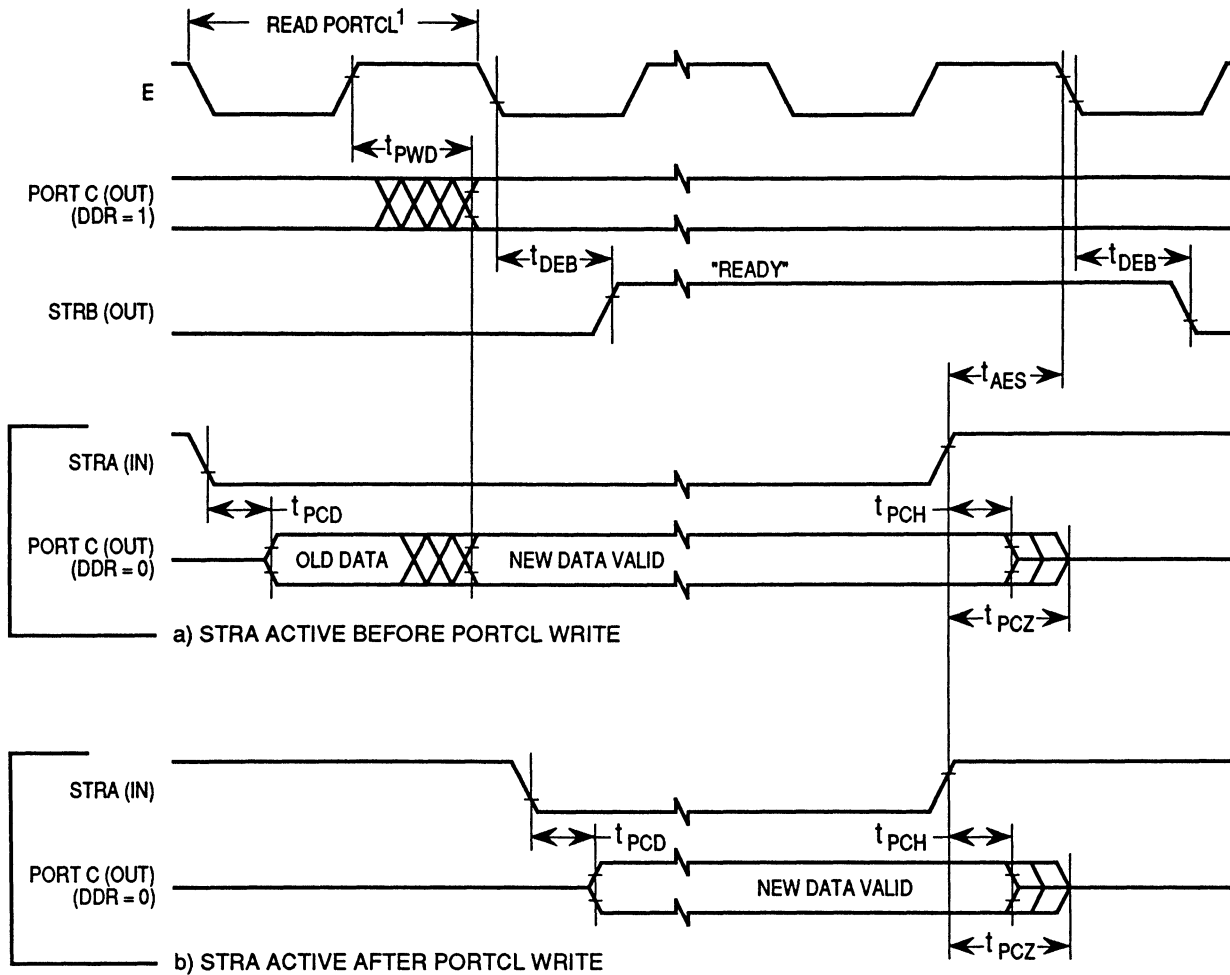 READ PORTCL1
E
tPWD
PORT C (OUT)
(DDR = 1)
tDEB
"READY"
tDEB
STRB (OUT)
tAES
STRA (IN)
tPCD
tPCH
PORT C (OUT)
(DDR = 0)
OLD DATA
NEW DATA VALID
tPCZ
a) STRA ACTIVE BEFORE PORTCL WRITE
STRA (IN)
tPCD
tPCH
PORT C (OUT)
(DDR = 0)
NEW DATA VALID
tPCZ
b) STRA ACTIVE AFTER PORTCL WRITE